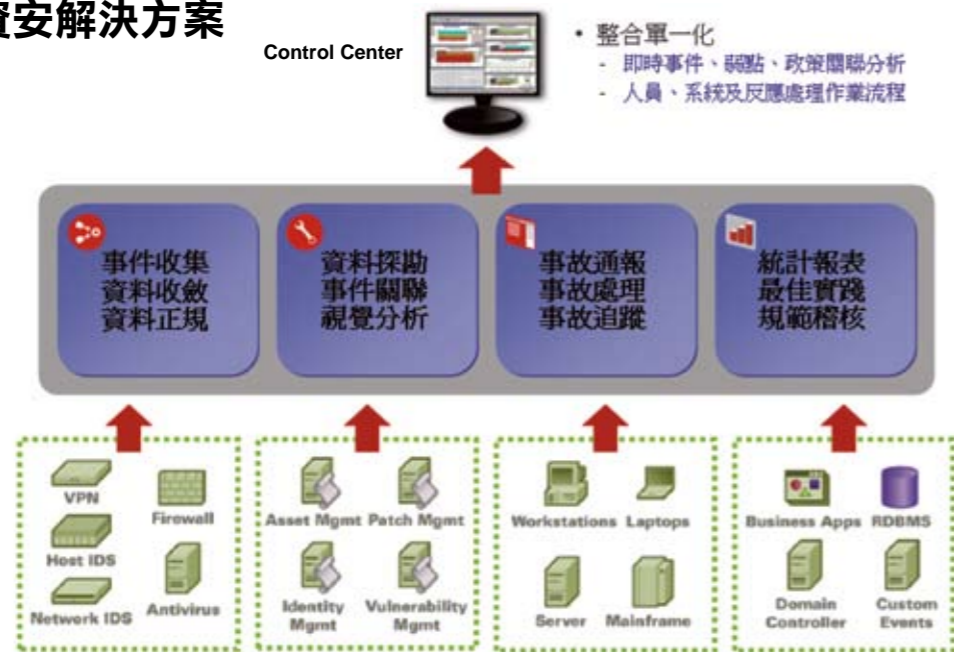 資安解決方案
Control Center
• 整合單一化
- 即時事件、弱點、政策關聯分析
- 人員、系統及反應處理作業流程
事件收集
資料收斂
資料正規
資料探勘
事件關聯
視覺分析
事故通報
事故處理
事故追蹤
統計報表
最佳實踐
規範稽核
VPN
Firewall
Host IDS
Network IDS
Antivirus
Asset Mgmt
Patch Mgmt
Identity
Mgmt
Vulnerability
Mgmt
Workstations
Laptops
Server
Mainframe
Business Apps
RDBMS
Domain
Controller
Custom
Events